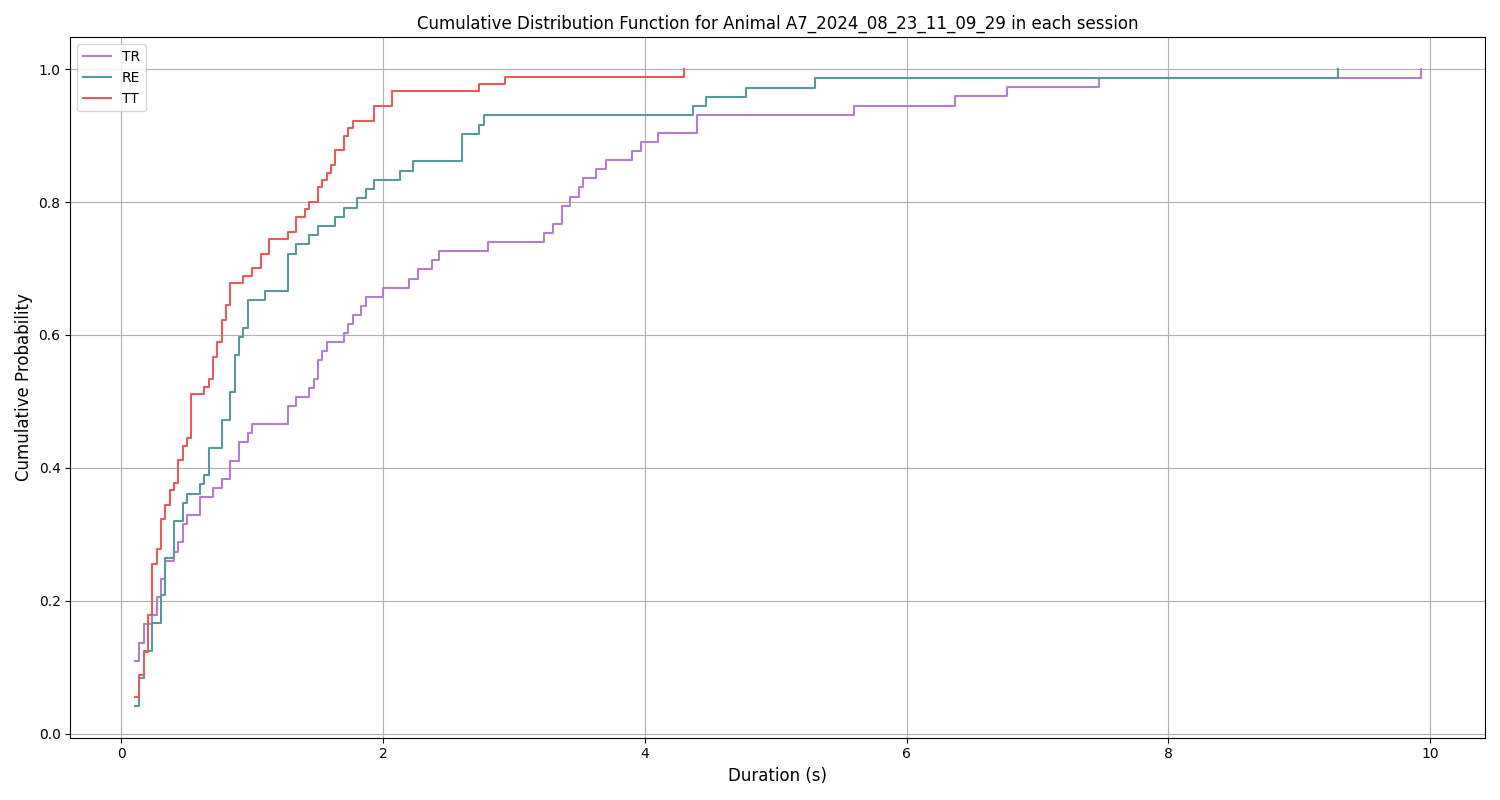 Cumulative Distribution Function for Animal A7_2024_08_23_11_09_29 in each session
TR
RE
TT
1.0
0.8
0.6
0.4
0.2
0.0
Cumulative Probability
0 2 4 6 8 10
Duration (s)